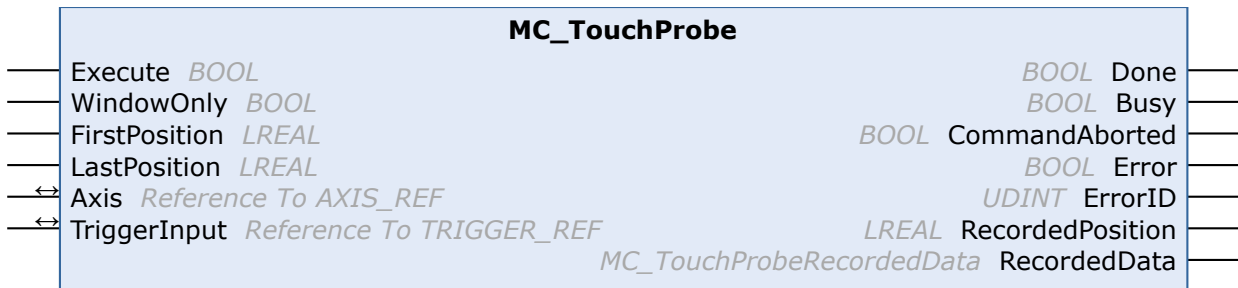 MC_TouchProbe
Execute BOOL BOOL Done
WindowOnly BOOL BOOL Busy
FirstPosition LREAL BOOL CommandAborted
LastPosition LREAL BOOL Error
Axis Reference To AXIS_REF UDINT ErrorID
TriggerInput Reference To TRIGGER_REF LREAL RecordedPosition
MC_TouchProbeRecordedData RecordedData